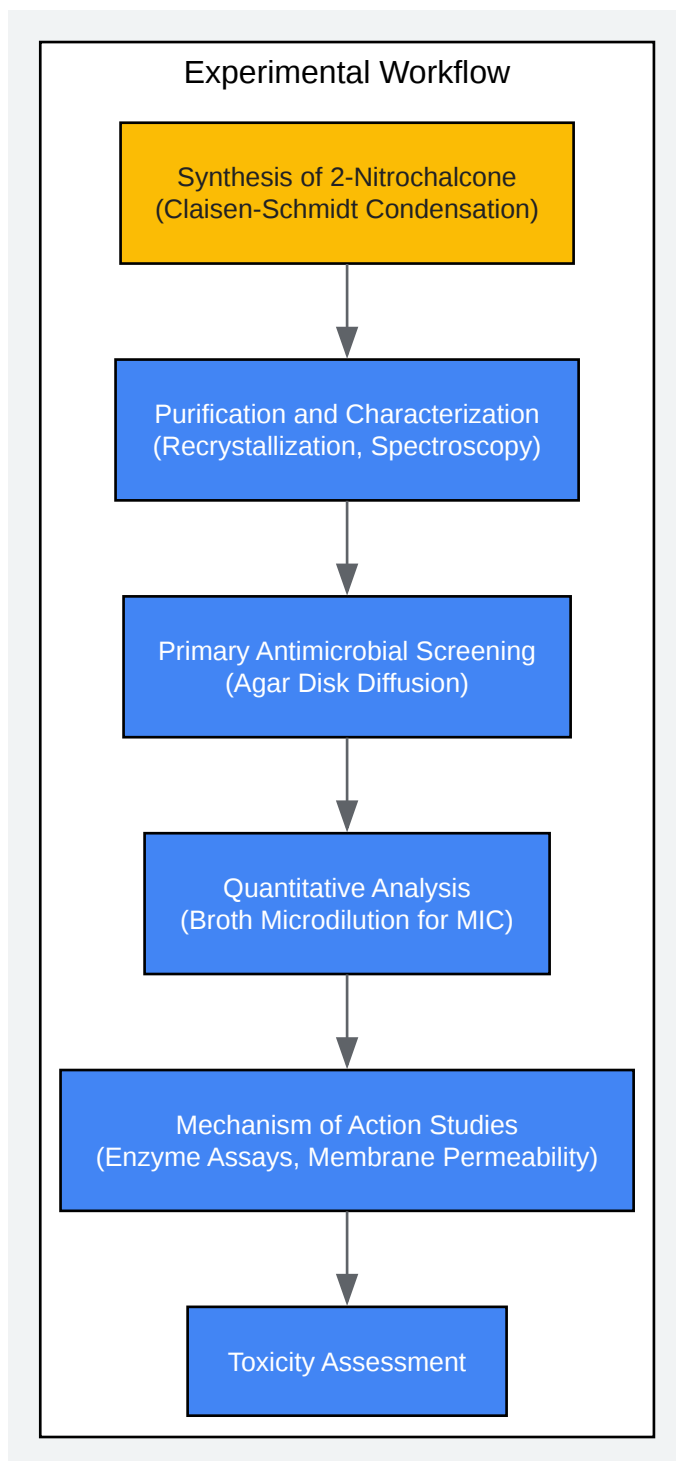 Experimental Workflow
Synthesis of 2-Nitrochalcone
(Claisen-Schmidt Condensation)
Purification and Characterization
(Recrystallization, Spectroscopy)
Primary Antimicrobial Screening
(Agar Disk Diffusion)
Quantitative Analysis
(Broth Microdilution for MIC)
Mechanism of Action Studies
(Enzyme Assays, Membrane Permeability)
Toxicity Assessment